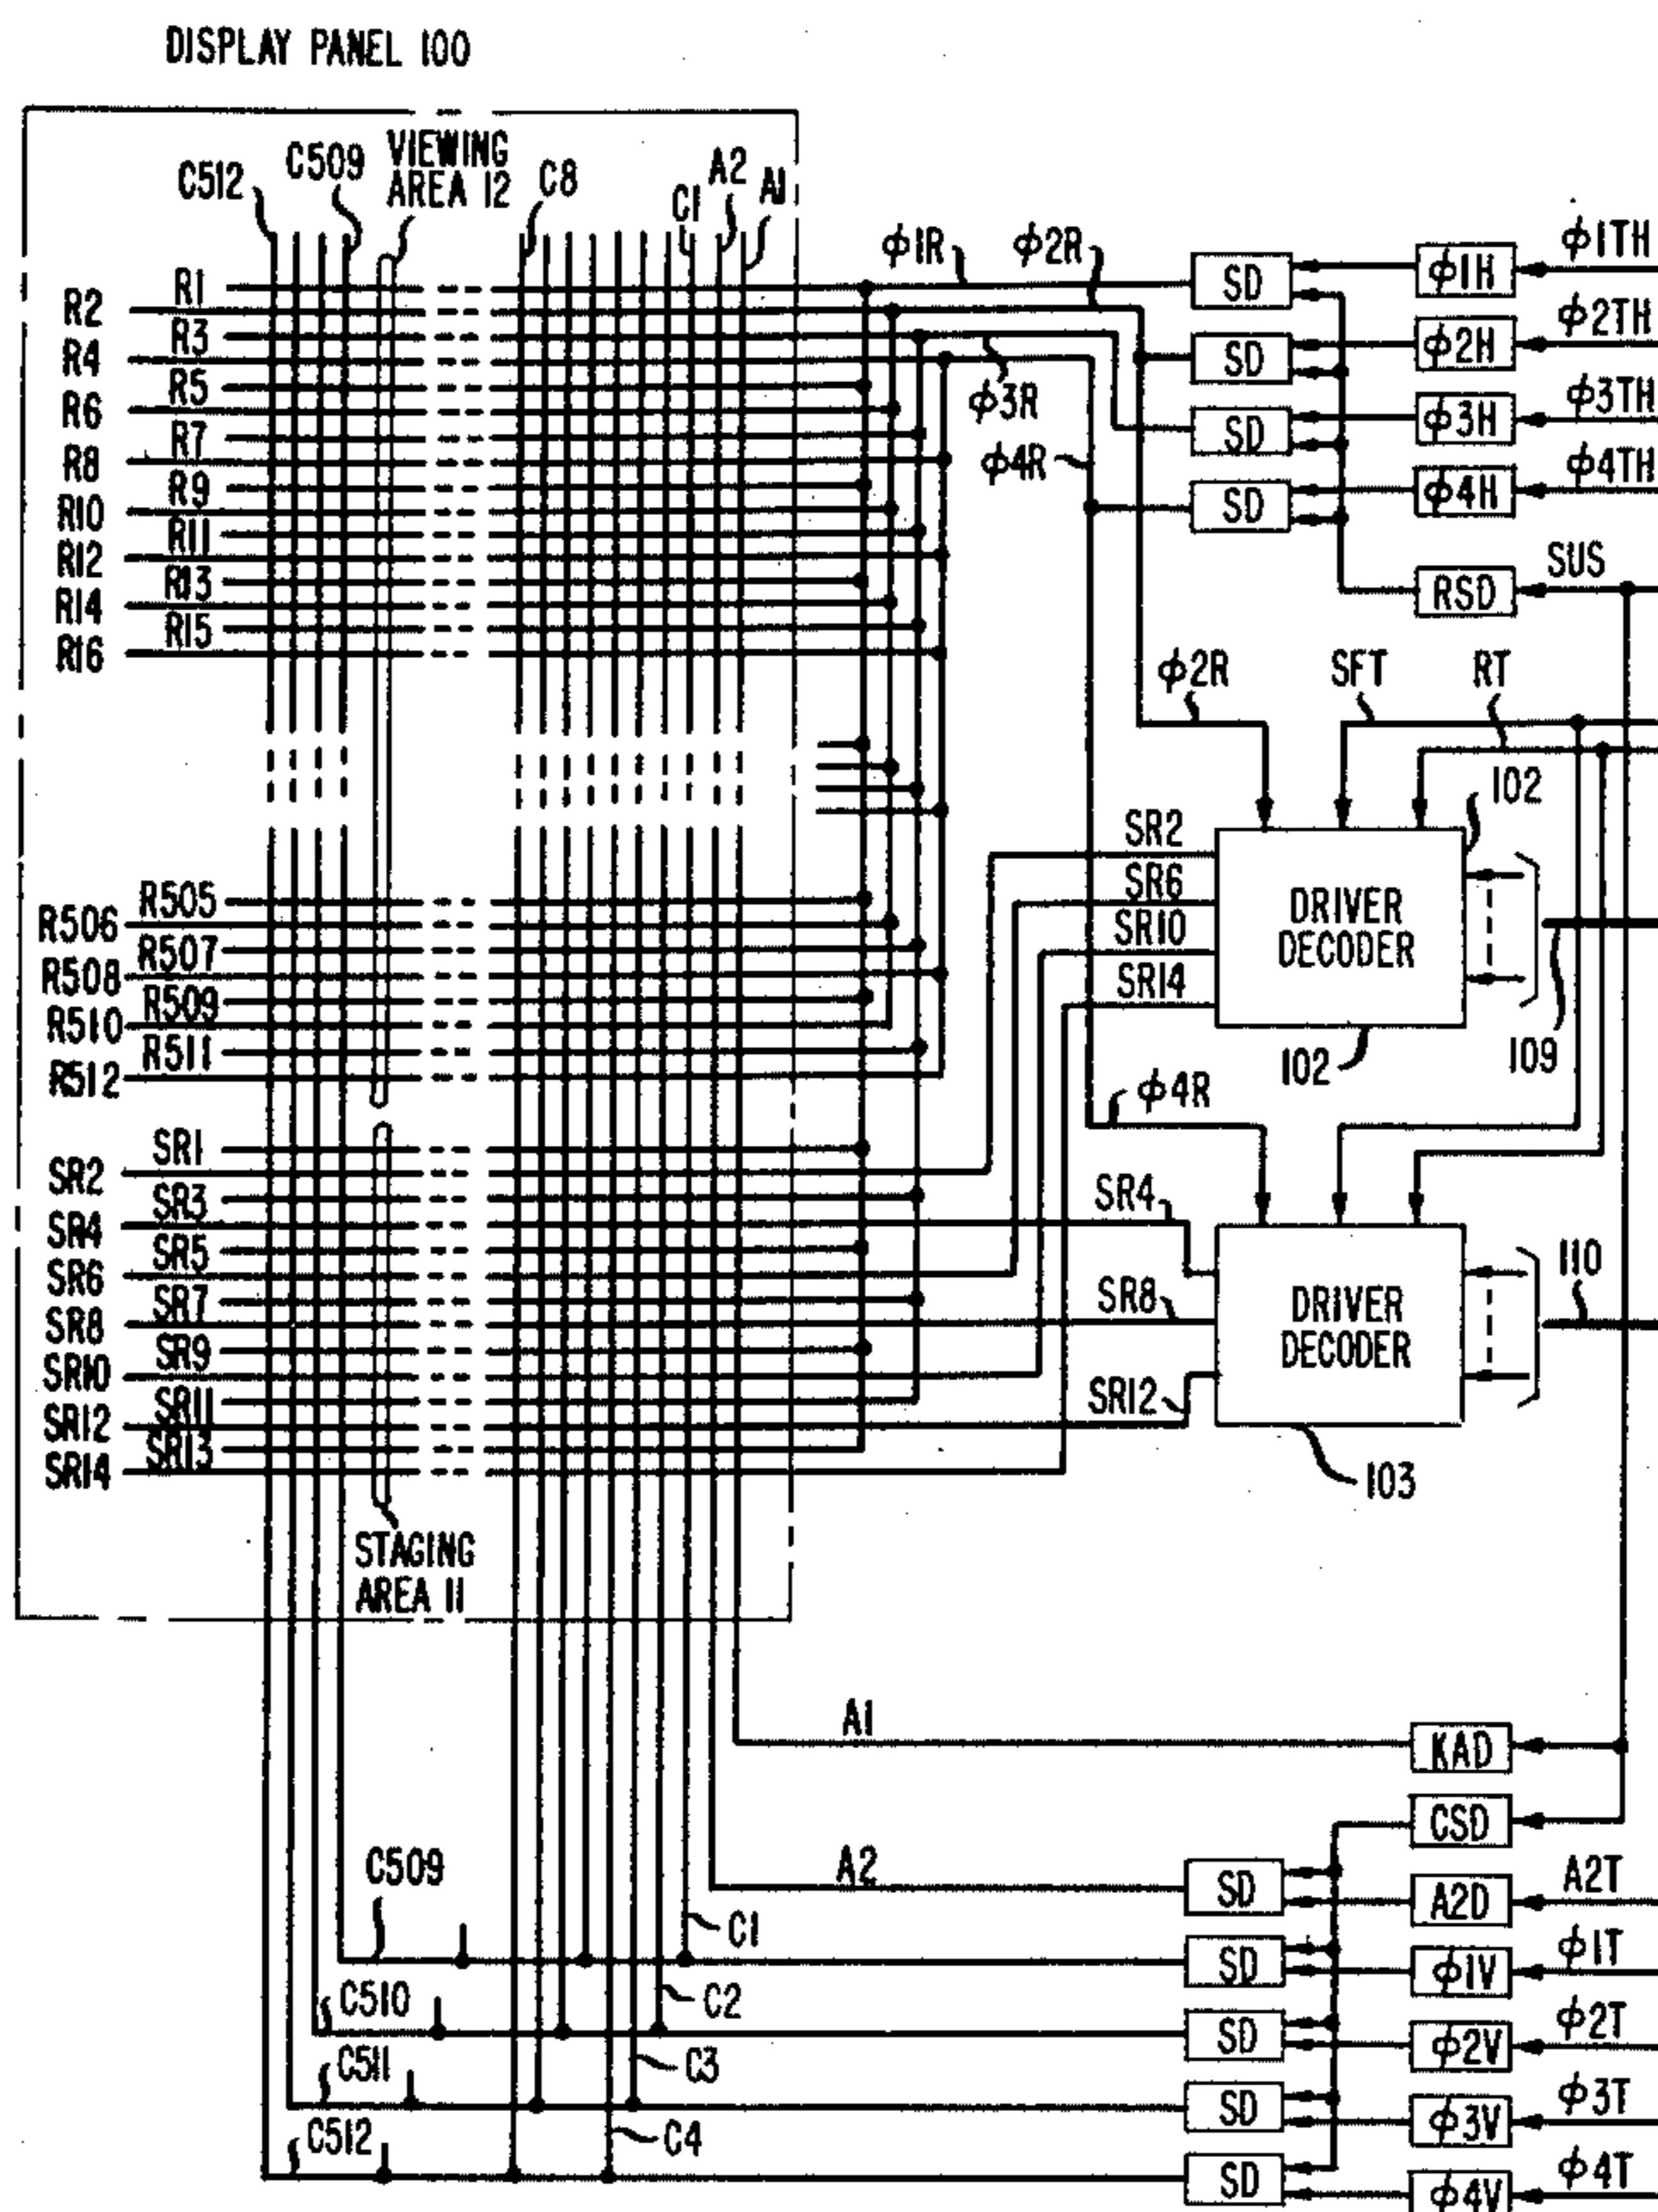 DISPLAY PANEL 100
C512
C509
VIEWING
AREA 12
C8
C1
A2
A1
R1
R2
R3
R4
R5
R6
R7
R8
R9
R10
R11
R12
R13
R14
R15
R16
ϕ1R
ϕ2R
ϕ3R
ϕ4R
SD
ϕ1H
ϕ1TH
SD
ϕ2H
ϕ2TH
SD
ϕ3H
ϕ3TH
SD
ϕ4H
ϕ4TH
RSD
SUS
ϕ2R
SFT
RT
102
SR2
SR6
SR10
SR14
DRIVER
DECODER
102
109
R505
R506
R507
R508
R509
R510
R511
R512
ϕ4R
SR1
SR2
SR3
SR4
SR5
SR6
SR7
SR8
SR9
SR10
SR11
SR12
SR13
SR14
SR4
SR8
SR12
DRIVER
DECODER
110
103
STAGING
AREA 11
A1
KAD
CSD
A2
SD
A2D
A2T
C509
C1
SD
ϕ1V
ϕ1T
C510
C2
SD
ϕ2V
ϕ2T
C511
C3
SD
ϕ3V
ϕ3T
C512
C4
SD
ϕ4V
ϕ4T